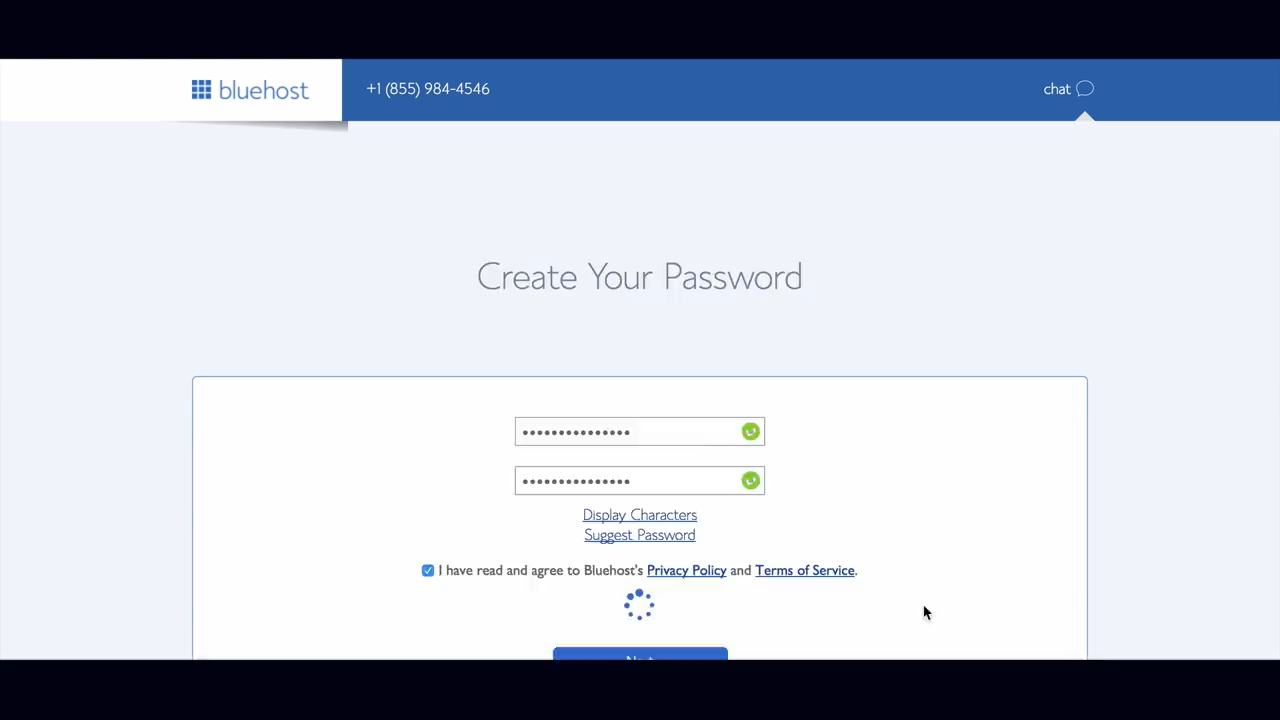 bluehost
+1 (855) 984-4546
chat
Create Your Password
Display Characters
Suggest Password
I have read and agree to Bluehost's Privacy Policy and Terms of Service.